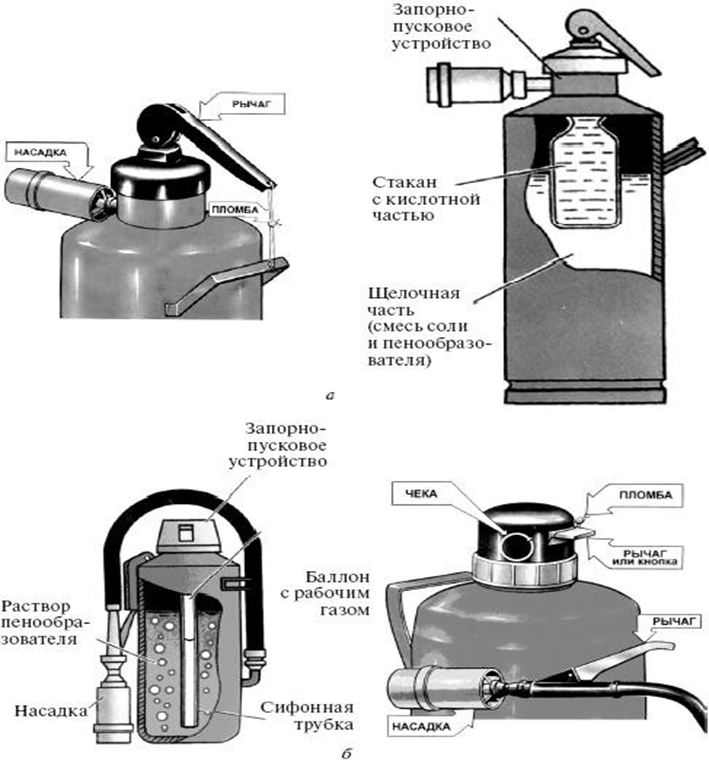 РЫЧАГ
НАСАДКА
ПЛОМБА
Запорно-
пусковое
устройство
Стакан
с кислотной
частью
Щелочная
часть
(смесь соли
и пенообразо-
вателя)
а
Запорно-
пусковое
устройство
Раствор
пенообра-
зователя
Насадка
Баллон
с рабочим
газом
Сифонная
трубка
ЧЕКА
ПЛОМБА
РЫЧАГ
или кнопка
РЫЧАГ
НАСАДКА
б